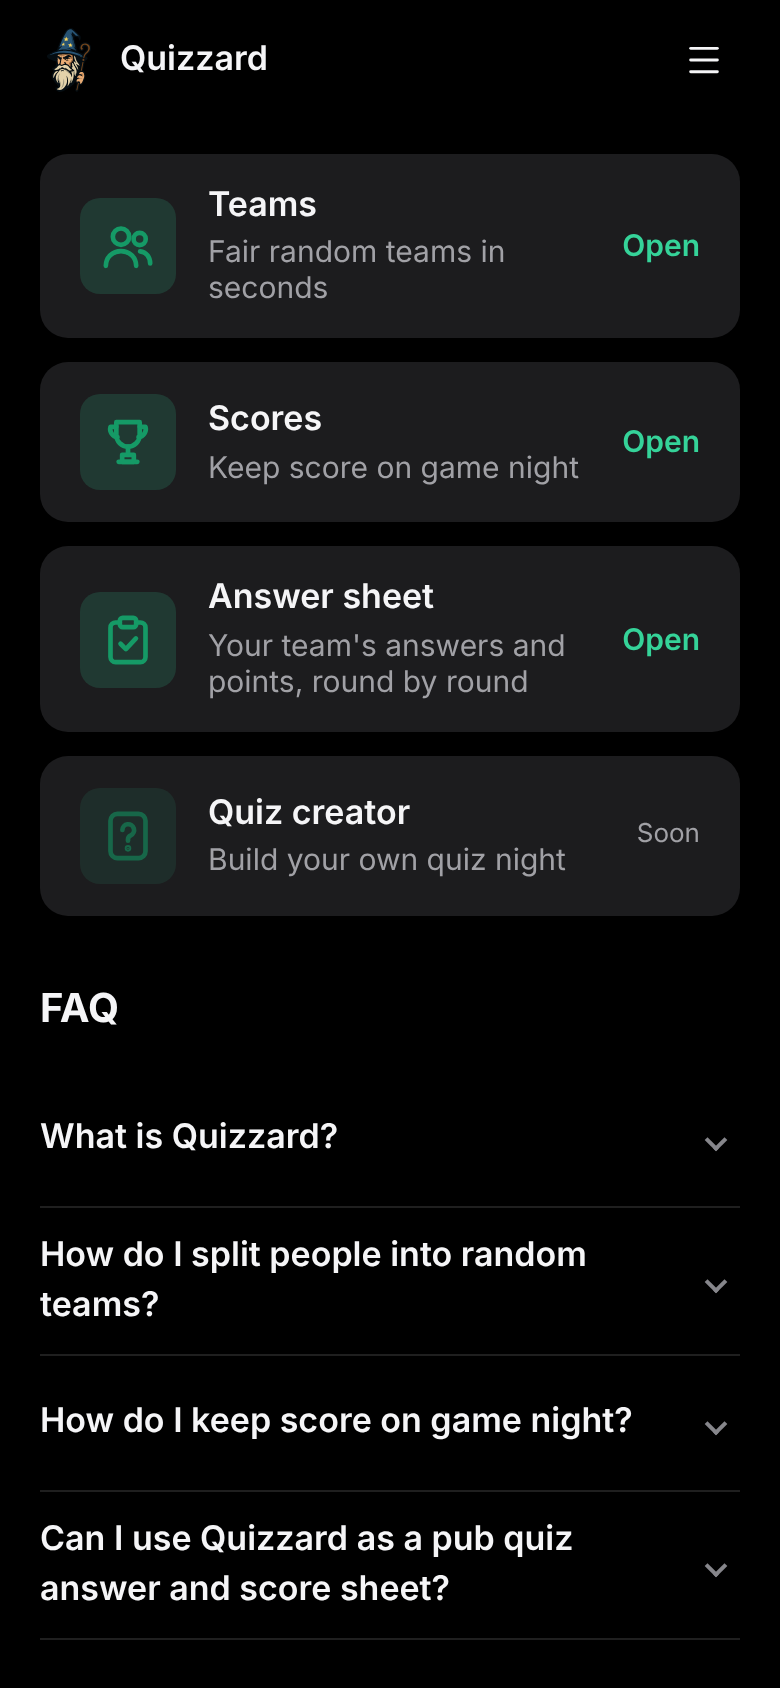 Quizzard
Teams
Fair random teams in
seconds
Open
Scores
Keep score on game night
Open
Answer sheet
Your team's answers and
points, round by round
Open
Quiz creator
Build your own quiz night
Soon
FAQ
What is Quizzard?
How do I split people into random
teams?
How do I keep score on game night?
Can I use Quizzard as a pub quiz
answer and score sheet?